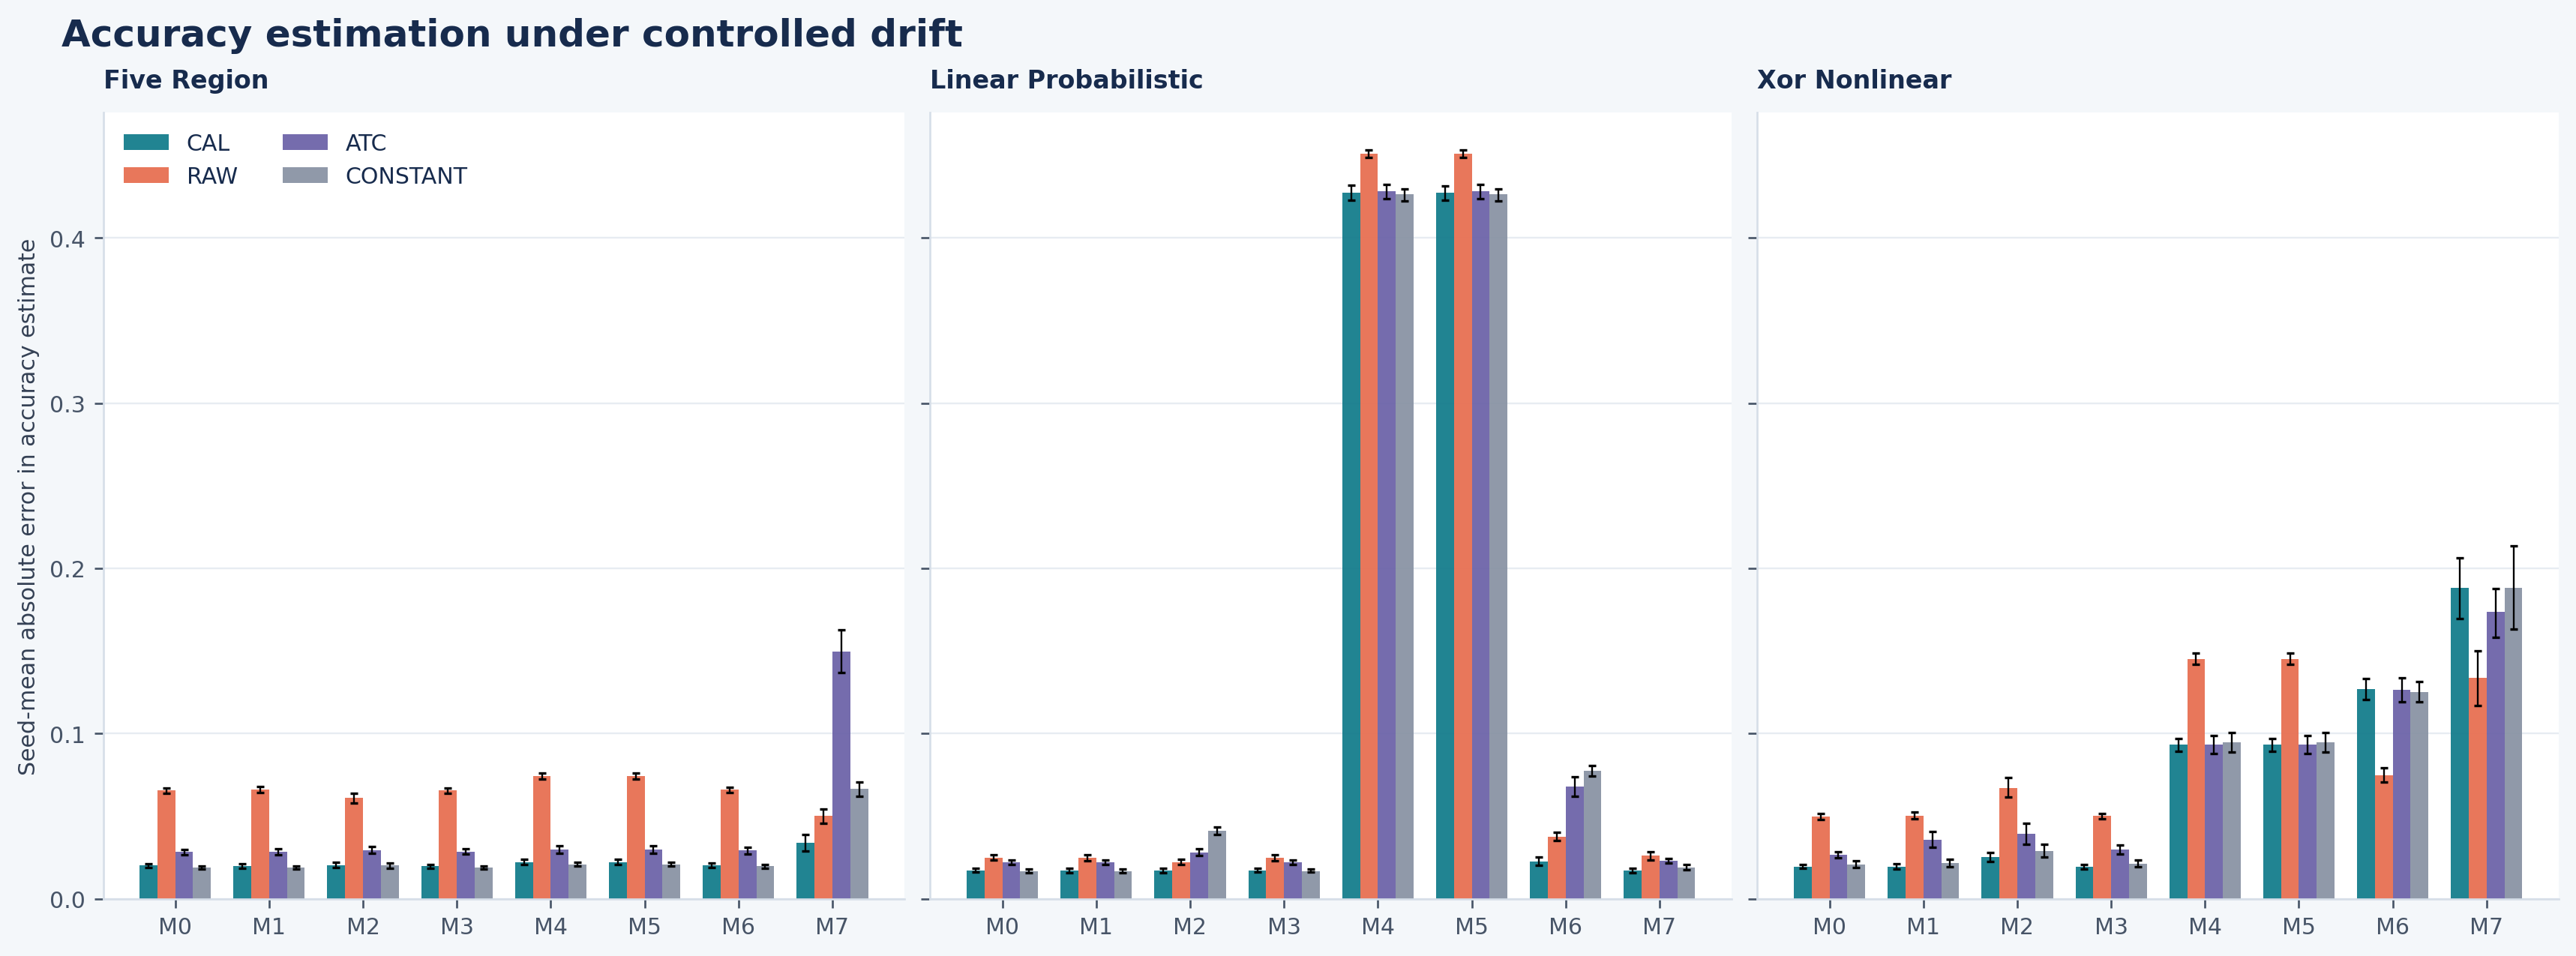 Accuracy estimation under controlled drift
Five Region
Linear Probabilistic
Xor Nonlinear
CAL
RAW
ATC
CONSTANT
Seed-mean absolute error in accuracy estimate
0.4
0.3
0.2
0.1
0.0
M0 M1 M2 M3 M4 M5 M6 M7
M0 M1 M2 M3 M4 M5 M6 M7
M0 M1 M2 M3 M4 M5 M6 M7